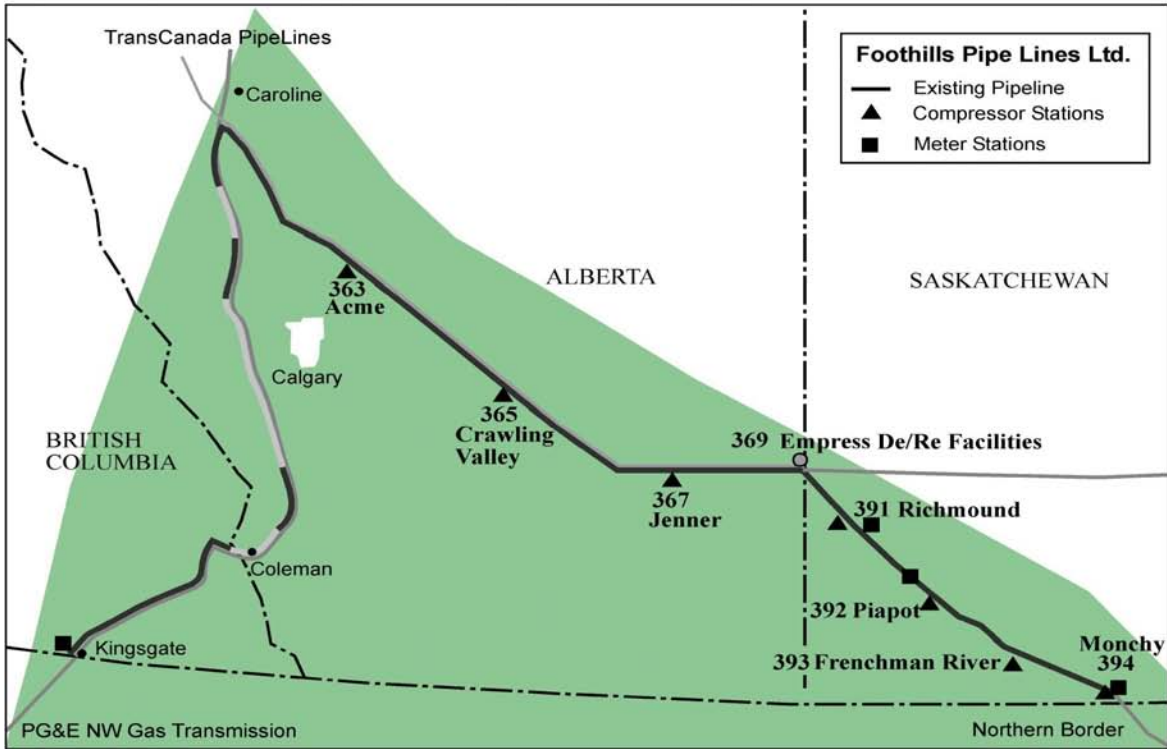 TransCanada PipeLines
Caroline
Foothills Pipe Lines Ltd.
Existing Pipeline
Compressor Stations
Meter Stations
ALBERTA
SASKATCHEWAN
363
Acme
Calgary
365
Crawling
Valley
BRITISH
COLUMBIA
369 Empress De/Re Facilities
367
Jenner
391 Richmound
Coleman
392 Piapot
Kingsgate
393 Frenchman River
Monchy
394
PG&E NW Gas Transmission
Northern Border